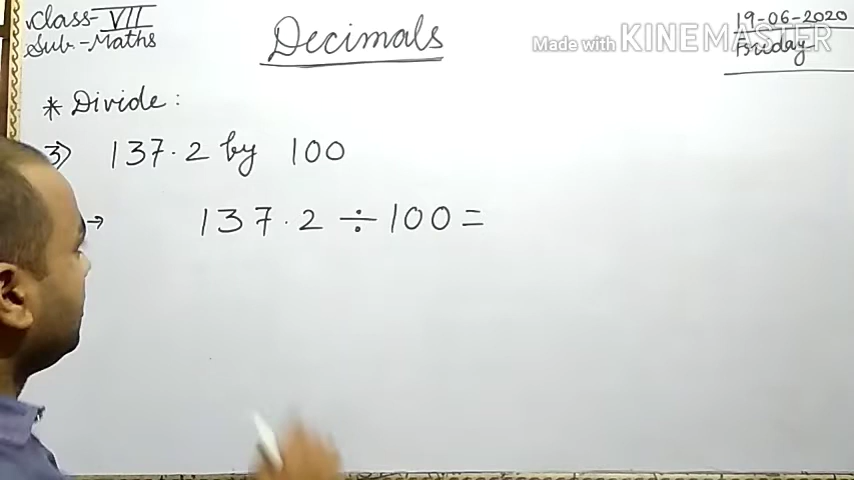 Class-VII
Sub-Maths
Decimals
19-06-2020
Friday
Made with KINEMASTER
* Divide:
3) 137.2 by 100
→ 137.2 ÷ 100 =